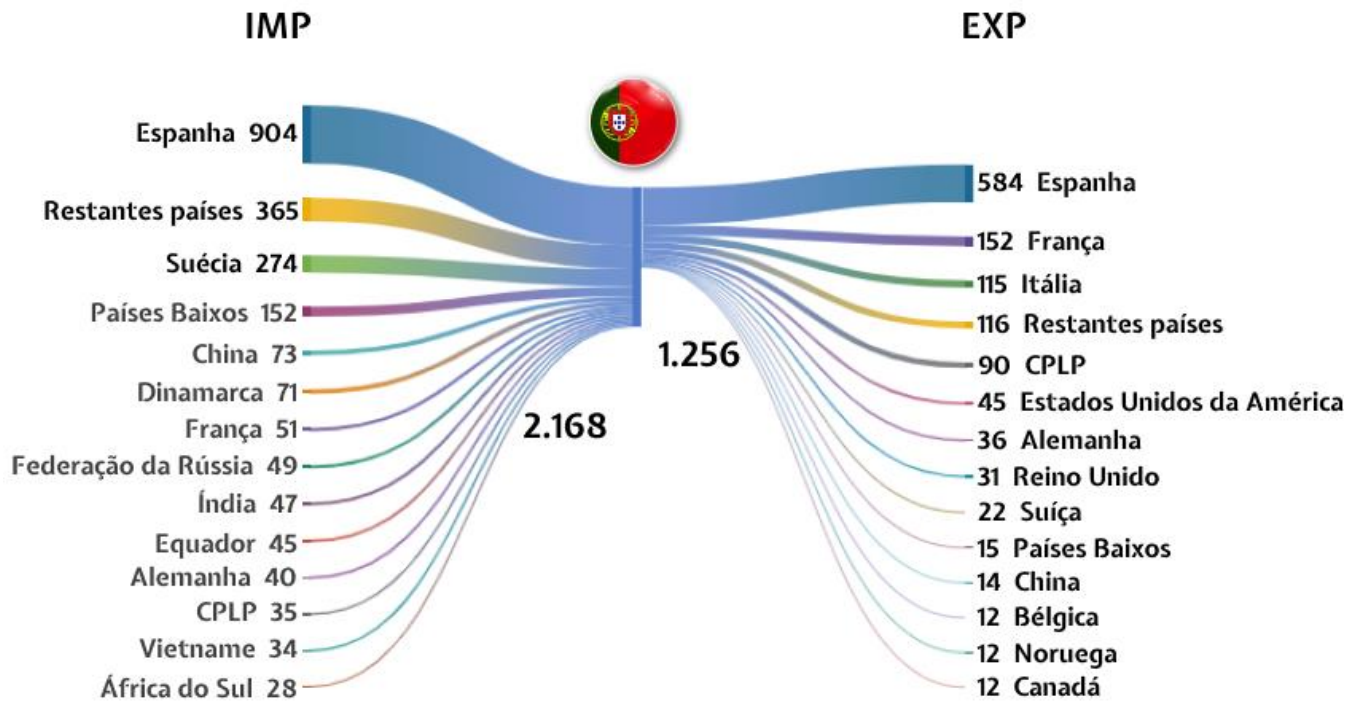 IMP
Espanha 904
Restantes países 365
Suécia 274
Países Baixos 152
China 73
Dinamarca 71
França 51
Federação da Rússia 49
Índia 47
Equador 45
Alemanha 40
CPLP 35
Vietname 34
África do Sul 28
2.168
1.256
EXP
584 Espanha
152 França
115 Itália
116 Restantes países
90 CPLP
45 Estados Unidos da América
36 Alemanha
31 Reino Unido
22 Suíça
15 Países Baixos
14 China
12 Bélgica
12 Noruega
12 Canadá